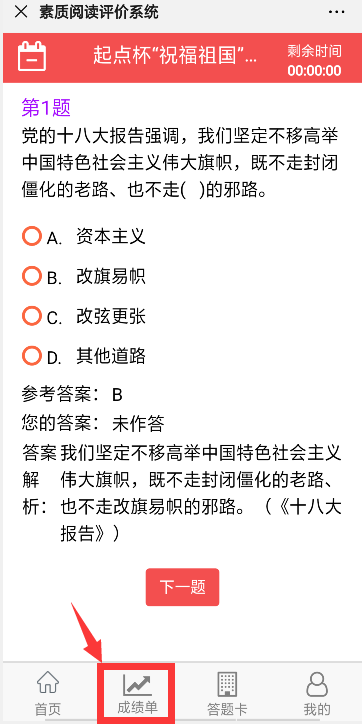 素质阅读评价系统
起点杯“祝福祖国”...
剩余时间
00:00:00
第1题
党的十八大报告强调，我们坚定不移高举
中国特色社会主义伟大旗帜，既不走封闭
僵化的老路、也不走( )的邪路。
A. 资本主义
B. 改旗易帜
C. 改弦更张
D. 其他道路
参考答案： B
您的答案： 未作答
答案 我们坚定不移高举中国特色社会主义
解 伟大旗帜，既不走封闭僵化的老路、
析： 也不走改旗易帜的邪路。（《十八大
报告》）
下一题
首页 成绩单 答题卡 我的